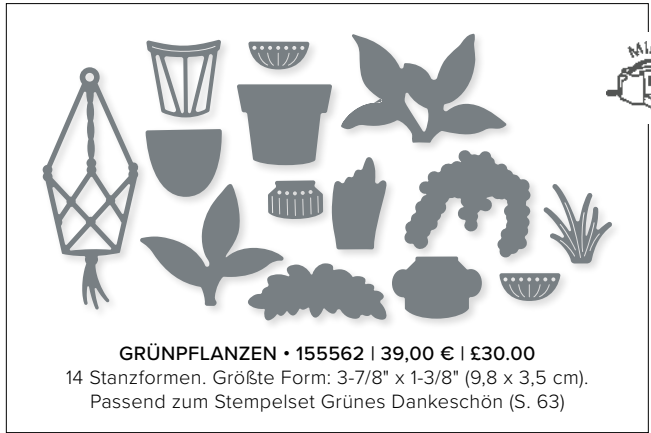 GRÜNPFLANZEN • 155562 | 39,00 € | £30.00
14 Stanzformen. Größte Form: 3-7/8" x 1-3/8" (9,8 x 3,5 cm).
Passend zum Stempelset Grünes Dankeschön (S. 63)